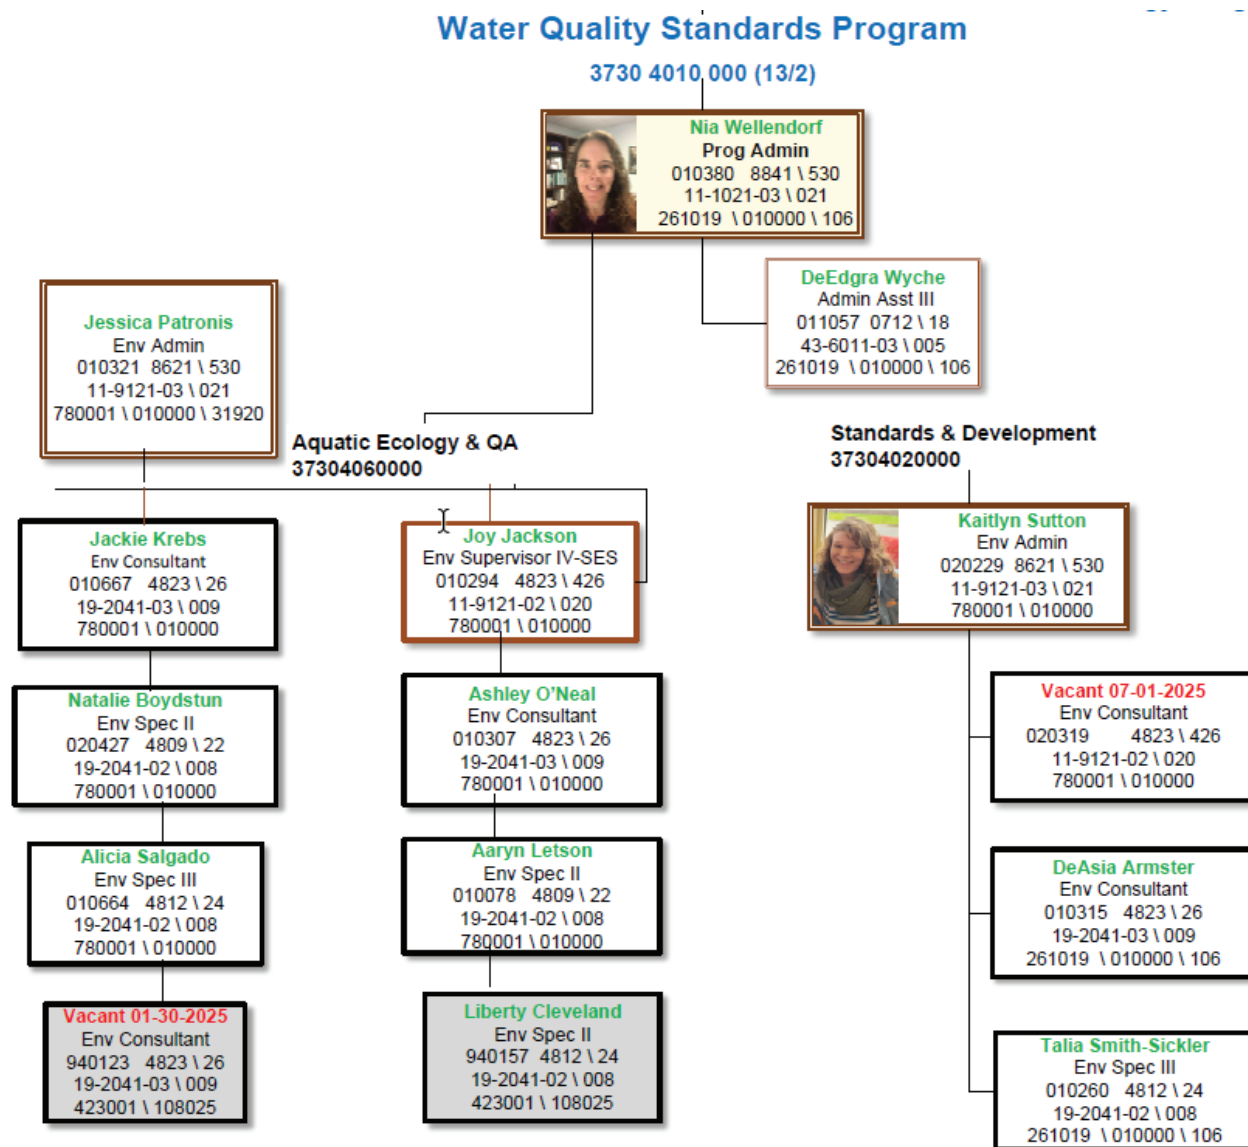 Water Quality Standards Program
3730 4010 000 (13/2)
Nia Wellendorf
Prog Admin
010380 8841 \ 530
11-1021-03 \ 021
261019 \ 010000 \ 106
DeEdgra Wyche
Admin Asst III
011057 0712 \ 18
43-6011-03 \ 005
261019 \ 010000 \ 106
Jessica Patronis
Env Admin
010321 8621 \ 530
11-9121-03 \ 021
780001 \ 010000 \ 31920
Aquatic Ecology & QA
37304060000
Standards & Development
37304020000
Jackie Krebs
Env Consultant
010667 4823 \ 26
19-2041-03 \ 009
780001 \ 010000
Natalie Boydstun
Env Spec II
020427 4809 \ 22
19-2041-02 \ 008
780001 \ 010000
Alicia Salgado
Env Spec III
010664 4812 \ 24
19-2041-02 \ 008
780001 \ 010000
Vacant 01-30-2025
Env Consultant
940123 4823 \ 26
19-2041-03 \ 009
423001 \ 108025
Joy Jackson
Env Supervisor IV-SES
010294 4823 \ 426
11-9121-02 \ 020
780001 \ 010000
Ashley O'Neal
Env Consultant
010307 4823 \ 26
19-2041-03 \ 009
780001 \ 010000
Aaryn Letson
Env Spec II
010078 4809 \ 22
19-2041-02 \ 008
780001 \ 010000
Liberty Cleveland
Env Spec II
940157 4812 \ 24
19-2041-02 \ 008
423001 \ 108025
Kaitlyn Sutton
Env Admin
020229 8621 \ 530
11-9121-03 \ 021
780001 \ 010000
Vacant 07-01-2025
Env Consultant
020319 4823 \ 426
11-9121-02 \ 020
780001 \ 010000
DeAsia Armster
Env Consultant
010315 4823 \ 26
19-2041-03 \ 009
261019 \ 010000 \ 106
Talia Smith-Sickler
Env Spec III
010260 4812 \ 24
19-2041-02 \ 008
261019 \ 010000 \ 106